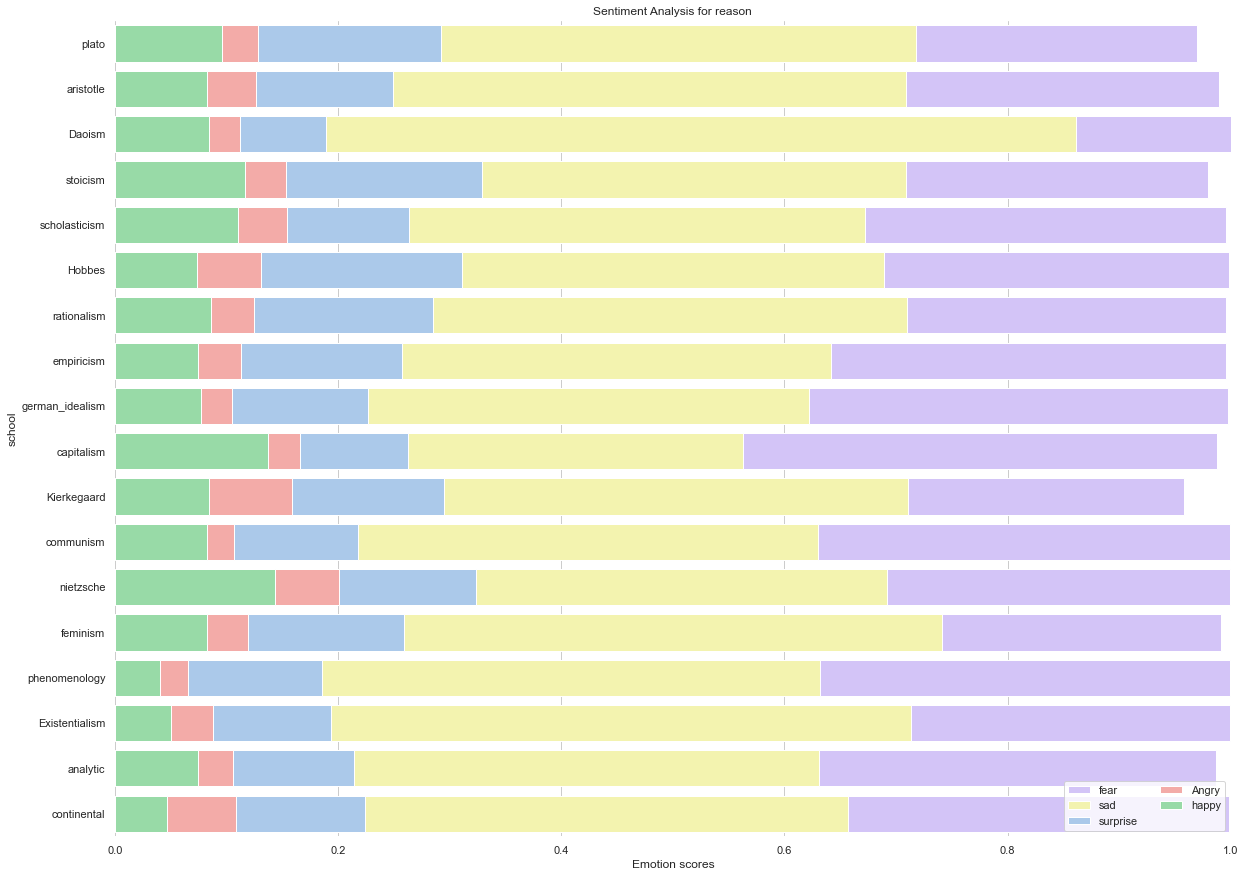 Sentiment Analysis for reason
plato
aristotle
Daoism
stoicism
scholasticism
Hobbes
rationalism
empiricism
german_idealism
capitalism
Kierkegaard
communism
nietzsche
feminism
phenomenology
Existentialism
analytic
continental
school
fear
sad
surprise
Angry
happy
0.0 0.2 0.4 0.6 0.8 1.0
Emotion scores